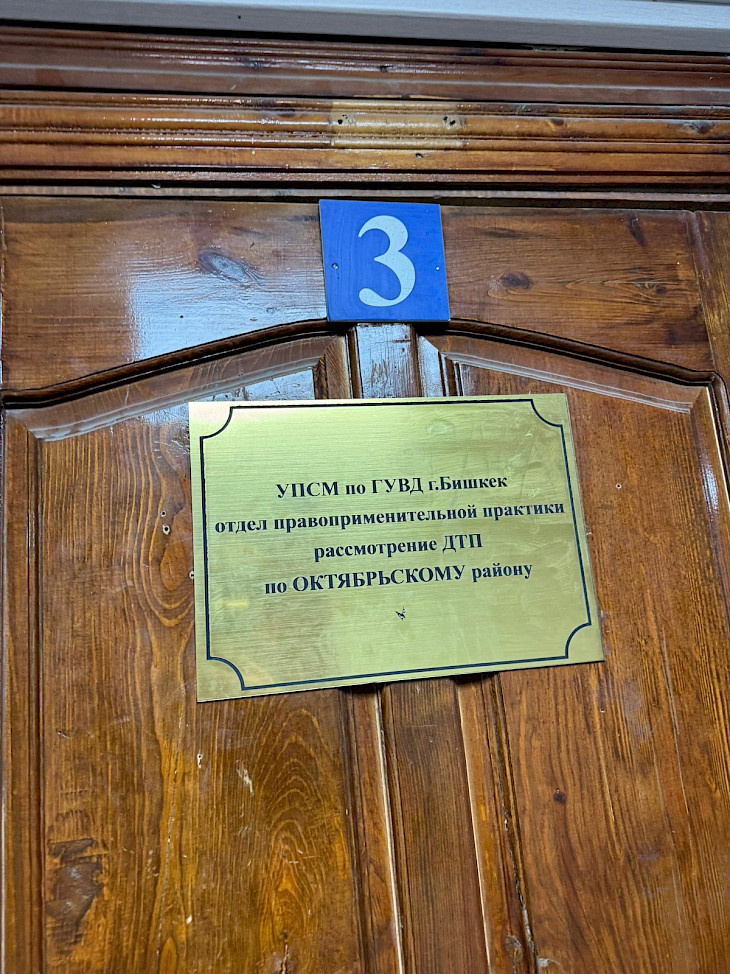 3
УПСМ по ГУВД г.Бишкек
отдел правоприменительной практики
рассмотрение ДТП
по ОКТЯБРЬСКОМУ району